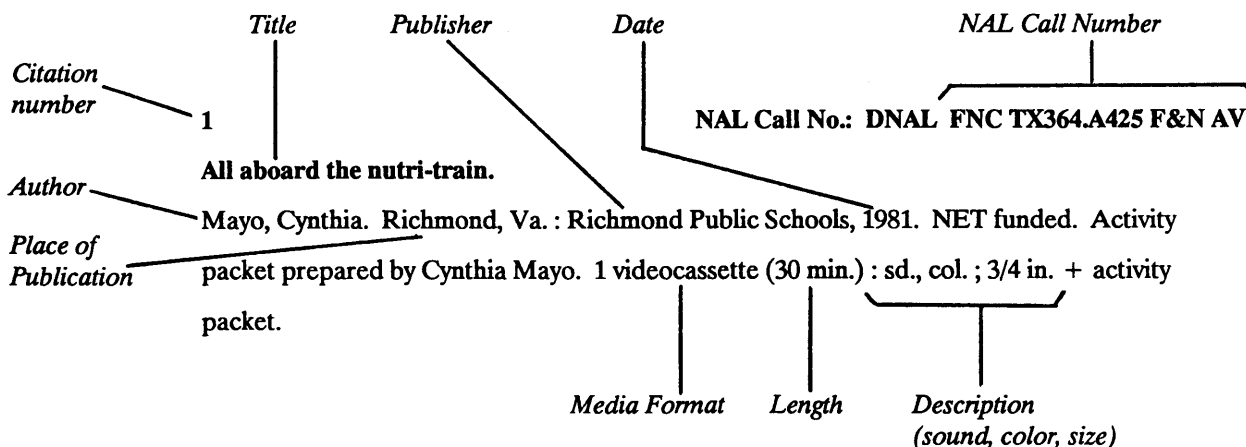 Title Publisher Date NAL Call Number
Citation
number
1 NAL Call No.: DNAL FNC TX364.A425 F&N AV
All aboard the nutri-train.
Author
Mayo, Cynthia. Richmond, Va. : Richmond Public Schools, 1981. NET funded. Activity
Place of
Publication
packet prepared by Cynthia Mayo. 1 videocassette (30 min.) : sd., col. ; 3/4 in. + activity
packet.
Media Format Length Description
(sound, color, size)